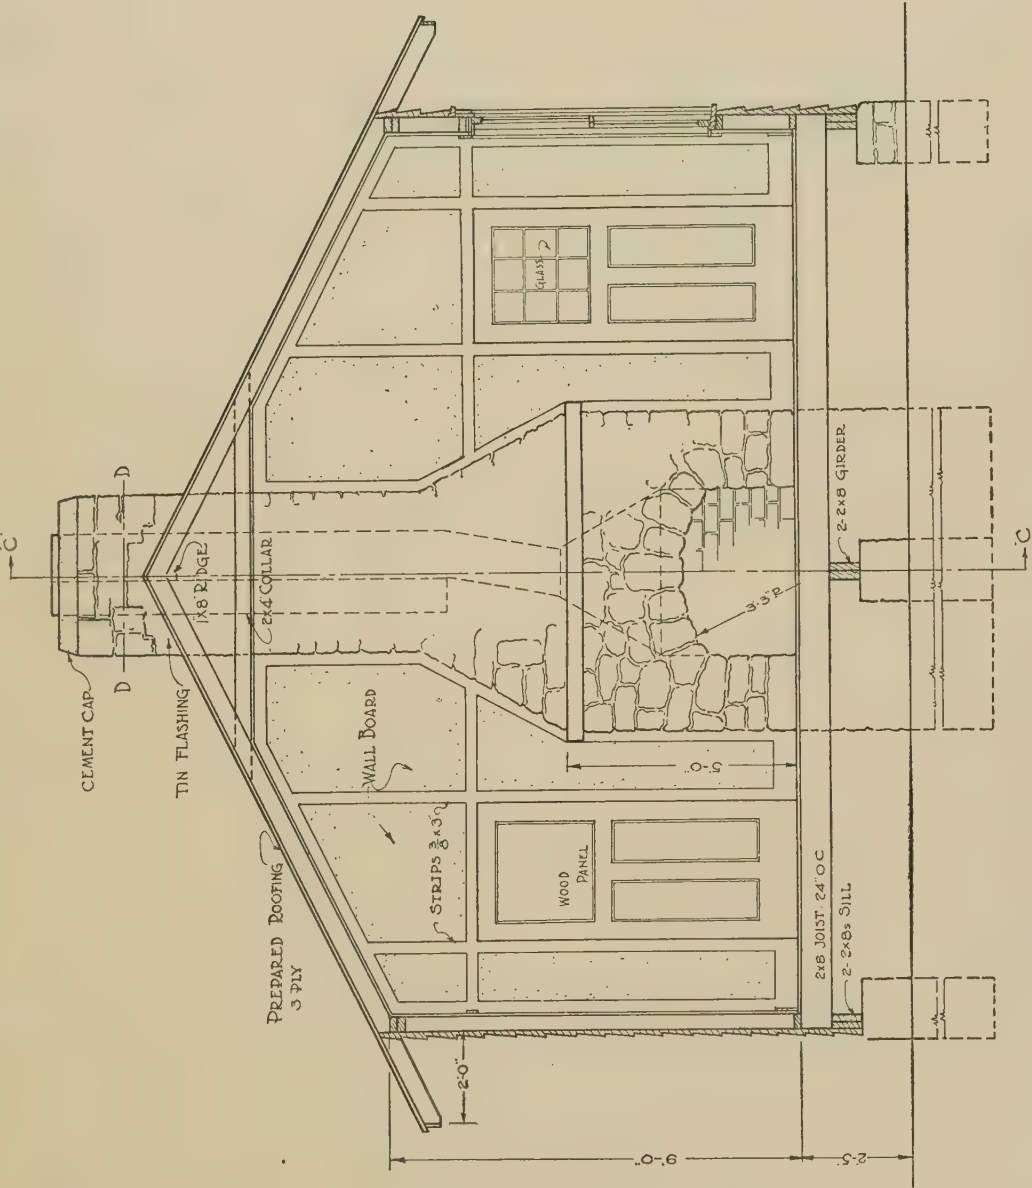 C
D
D
CEMENT CAP
TIN FLASHING
1X8 RIDGE
2X4 COLLAR
PREPARED ROOFING
3 PLY
WALL BOARD
STRIPS 3/8 X 3"
2'-0"
GLASS
WOOD
PANEL
5'-0"
3'-3" R
9'-0"
2X8 JOIST-24" O C
2-2X8s SILL
2-2X8 GIRDER
2'-5"
C